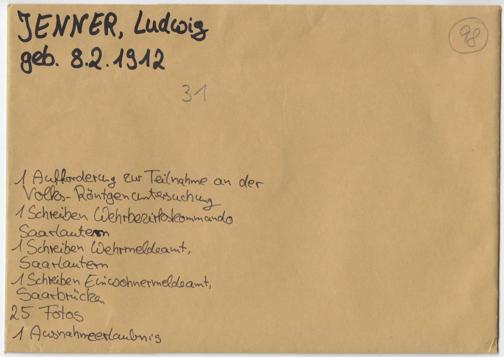 JENNER, Ludwig
geb. 8.2.1912
98
31
1 Aufforderung zur Teilnahme an der
Volks-Röntgenuntersuchung
1 Schreiben Wehrbezirkskommando
Saarlautern
1 Schreiben Wehrmeldeamt,
Saarlautern
1 Schreiben Einwohnermeldeamt,
Saarbrücken
25 Fotos
1 Ausnahmeerlaubnis